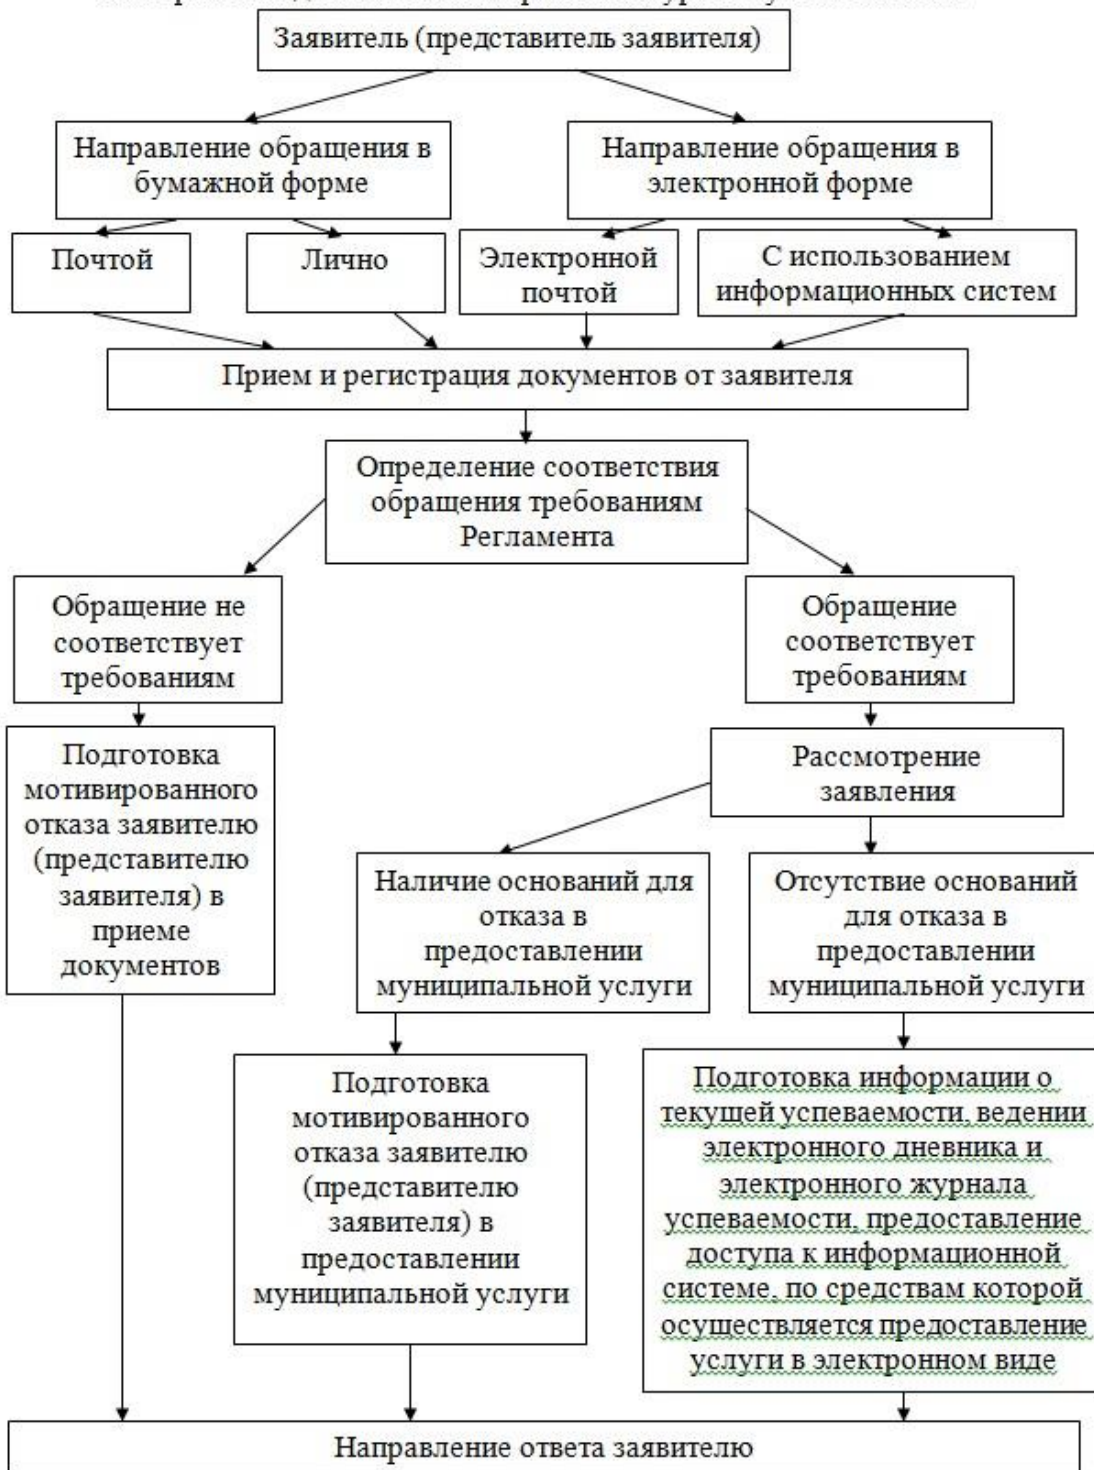 Заявитель (представитель заявителя)
Направление обращения в
бумажной форме
Направление обращения в
электронной форме
Почтой
Лично
Электронной
почтой
С использованием
информационных систем
Прием и регистрация документов от заявителя
Определение соответствия
обращения требованиям
Регламента
Обращение не
соответствует
требованиям
Обращение
соответствует
требованиям
Подготовка
мотивированного
отказа заявителю
(представителю
заявителя) в
приеме
документов
Рассмотрение
заявления
Наличие оснований для
отказа в
предоставлении
муниципальной услуги
Отсутствие оснований
для отказа в
предоставлении
муниципальной услуги
Подготовка
мотивированного
отказа заявителю
(представителю
заявителя) в
предоставлении
муниципальной услуги
Подготовка информации о
текущей успеваемости, ведении
электронного дневника и
электронного журнала
успеваемости, предоставление
доступа к информационной
системе, по средствам которой
осуществляется предоставление
услуги в электронном виде
Направление ответа заявителю